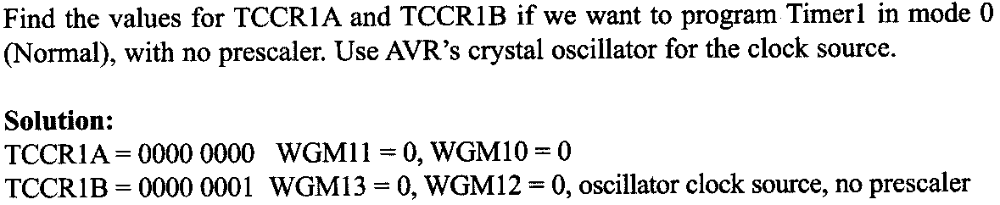 Find the values for TCCR1A and TCCR1B if we want to program Timer1 in mode 0
(Normal), with no prescaler. Use AVR's crystal oscillator for the clock source.
Solution:
TCCR1A = 0000 0000 WGM11 = 0, WGM10 = 0
TCCR1B = 0000 0001 WGM13 = 0, WGM12 = 0, oscillator clock source, no prescaler